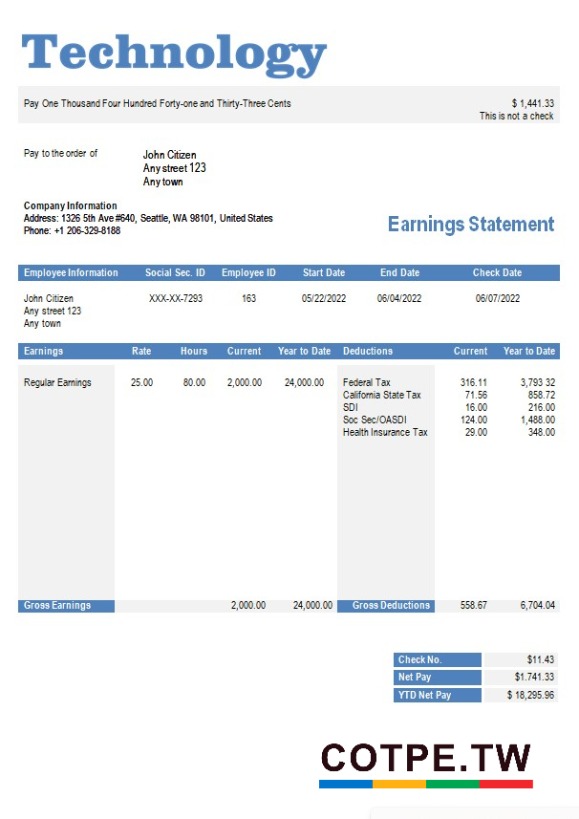 Technology
Pay One Thousand Four Hundred Forty-one and Thirty-Three Cents $ 1,441.33
This is not a check
Pay to the order of John Citizen
Any street 123
Any town
Company Information
Address: 1326 5th Ave #640, Seattle, WA 98101, United States
Phone: +1 206-329-8188
Earnings Statement
Employee Information Social Sec. ID Employee ID Start Date End Date Check Date
John Citizen XXX-XX-7293 163 05/22/2022 06/04/2022 06/07/2022
Any street 123
Any town
Earnings Rate Hours Current Year to Date Deductions Current Year to Date
Regular Earnings 25.00 80.00 2,000.00 24,000.00 Federal Tax 316.11 3,793 32
California State Tax 71.56 858.72
SDI 16.00 216.00
Soc Sec/OASDI 124.00 1,488.00
Health Insurance Tax 29.00 348.00
Gross Earnings 2,000.00 24,000.00 Gross Deductions 558.67 6,704.04
Check No. $11.43
Net Pay $1.741.33
YTD Net Pay $ 18,295.96
COTPE.TW